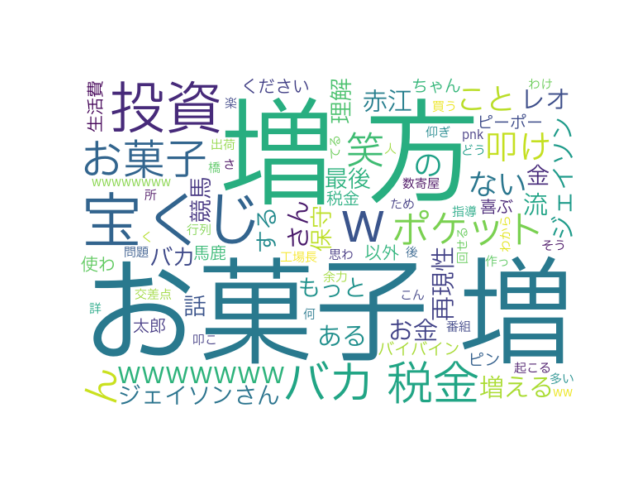 生活費
投資
楽
ください
ちゃん
わけ
理解
赤江
こと
買う
レオ
出荷
ピーポー
増
方
お菓子
wwwwwwww
橋
さ
笑
仰ぎ
人
pnk
どう
叩け
ジェイソン
最後
の
数寄屋
ない
金
所
競馬
税金
ため
指導
喜ぶ
流
宝くじ
さん
保守
w
ポケット
わからん
そう
する
行列
使わ
問題
く
バカ
馬鹿
工場長
思わ
以外
後
再現性
回せる
作っ
お菓子
増
詳
交差点
話
もっと
余力
こん
太郎
叩こ
ある
何
お金
番組
バイバイン
ピン
起こる
ん
wwwwwww
バカ
税金
増える
多い
ジェイソンさん
ww